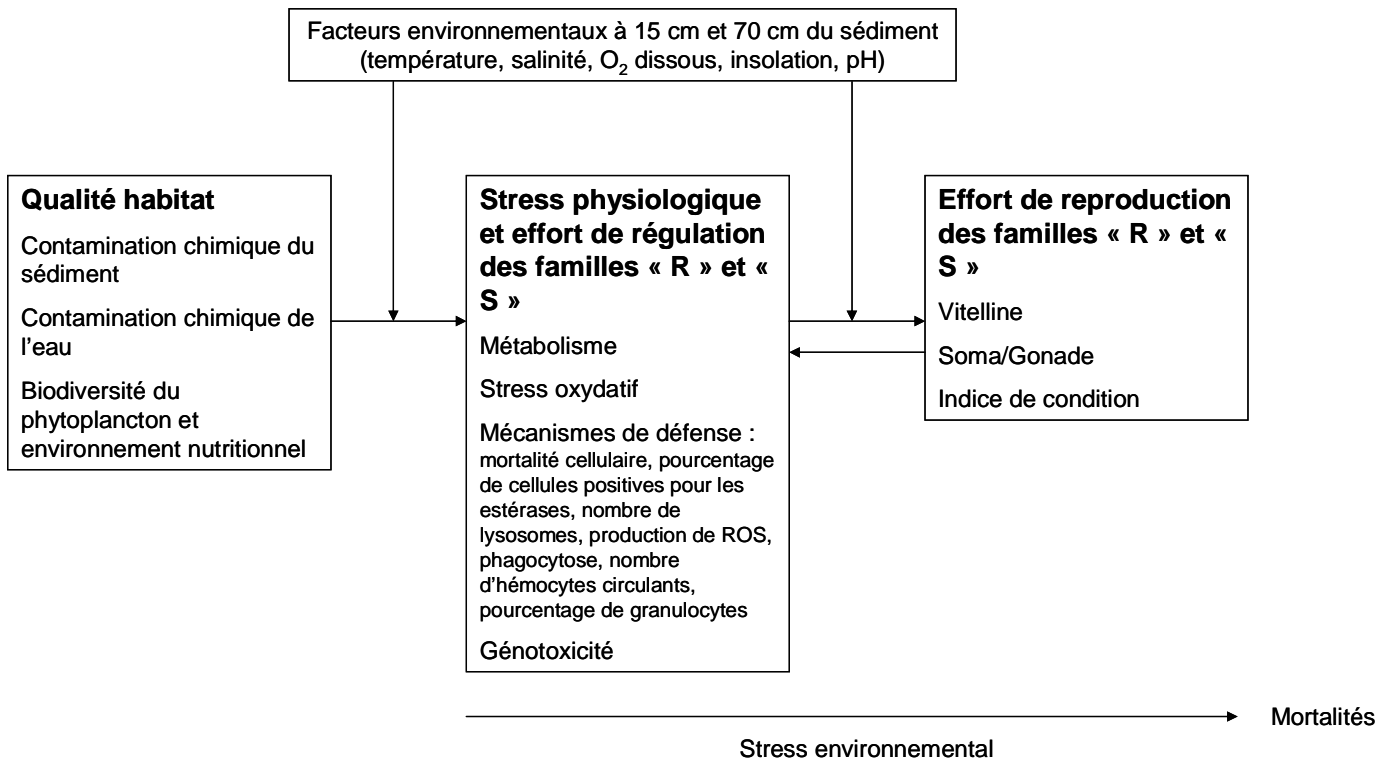 Facteurs environnementaux à 15 cm et 70 cm du sédiment
(température, salinité, O₂ dissous, insolation, pH)
Qualité habitat
Contamination chimique du
sédiment
Contamination chimique de
l’eau
Biodiversité du
phytoplancton et
environnement nutritionnel
Stress physiologique
et effort de régulation
des familles « R » et «
S »
Métabolisme
Stress oxydatif
Mécanismes de défense :
mortalité cellulaire, pourcentage
de cellules positives pour les
estérases, nombre de
lysosomes, production de ROS,
phagocytose, nombre
d’hémocytes circulants,
pourcentage de granulocytes
Génotoxicité
Effort de reproduction
des familles « R » et «
S »
Vitelline
Soma/Gonade
Indice de condition
Mortalités
Stress environnemental